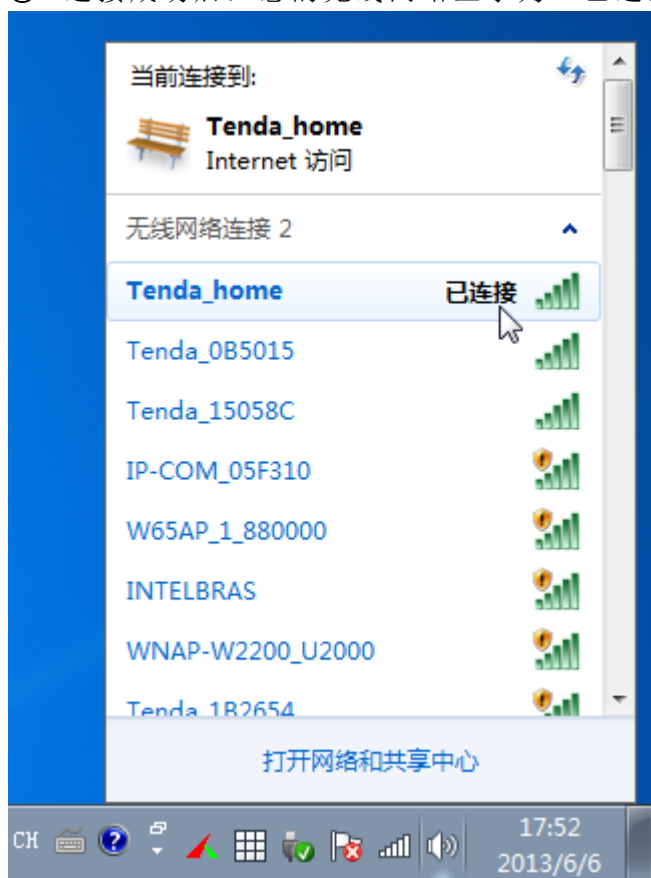 当前连接到:
Tenda_home
Internet 访问
无线网络连接 2
Tenda_home 已连接
Tenda_0B5015
Tenda_15058C
IP-COM_05F310
W65AP_1_880000
INTELBRAS
WNAP-W2200_U2000
Tenda_1B2654
打开网络和共享中心
CH
17:52
2013/6/6